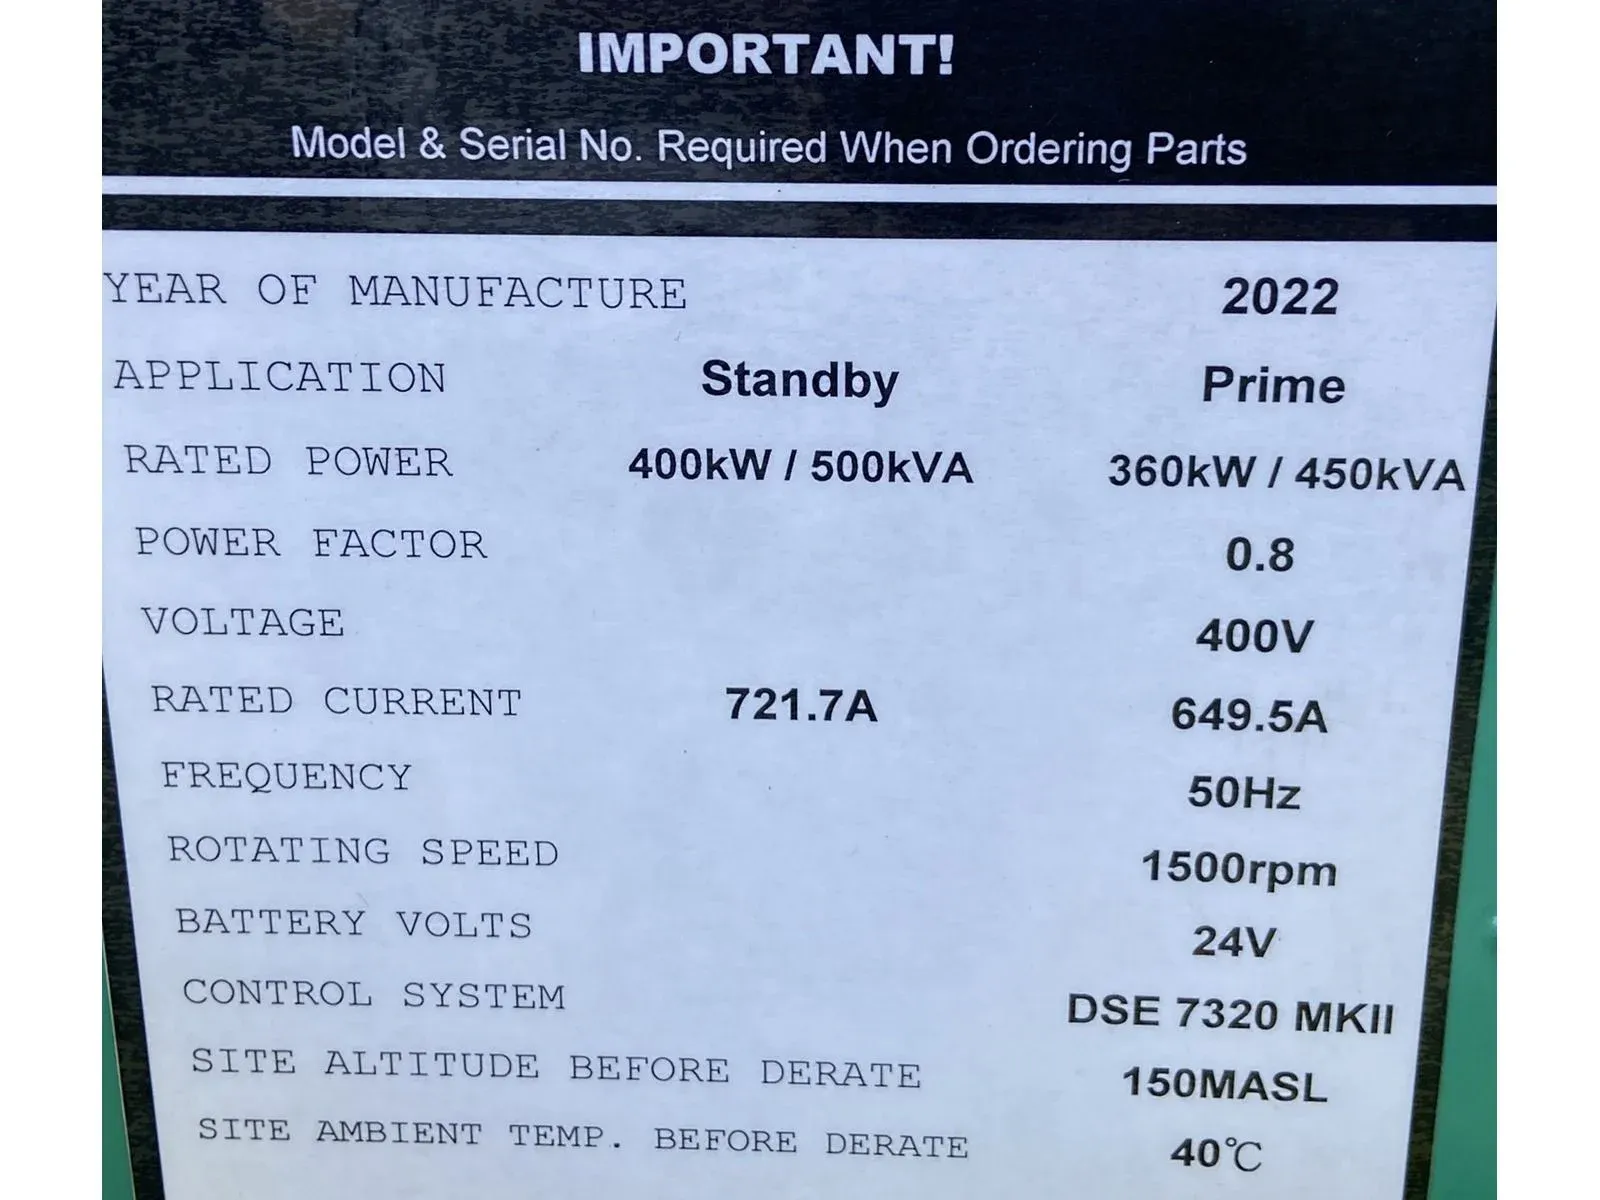 IMPORTANT!
Model & Serial No. Required When Ordering Parts
YEAR OF MANUFACTURE 2022
APPLICATION Standby Prime
RATED POWER 400kW / 500kVA 360kW / 450kVA
POWER FACTOR 0.8
VOLTAGE 400V
RATED CURRENT 721.7A 649.5A
FREQUENCY 50Hz
ROTATING SPEED 1500rpm
BATTERY VOLTS 24V
CONTROL SYSTEM DSE 7320 MKII
SITE ALTITUDE BEFORE DERATE 150MASL
SITE AMBIENT TEMP. BEFORE DERATE 40℃